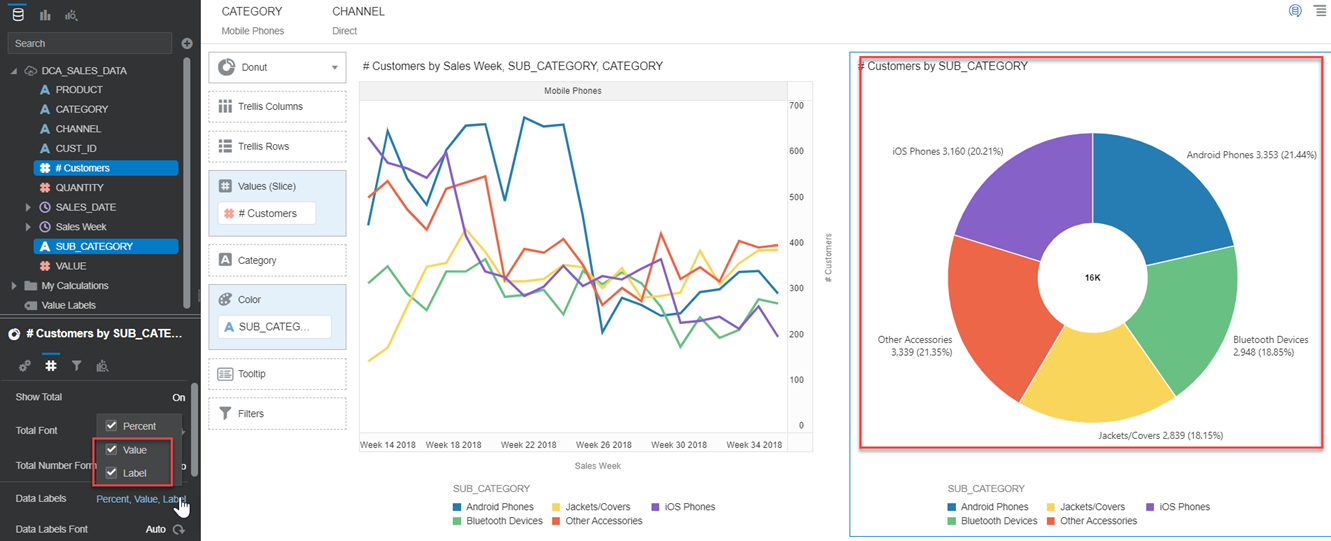 Search
DCA_SALES_DATA
PRODUCT
CATEGORY
CHANNEL
CUST_ID
# Customers
QUANTITY
SALES_DATE
Sales Week
SUB_CATEGORY
VALUE
My Calculations
Value Labels
# Customers by SUB_CATE...
Show Total
On
Total Font
Total Number Form
Percent
Value
Label
Data Labels
Percent, Value, Label
Data Labels Font
Auto
CATEGORY
Mobile Phones
CHANNEL
Direct
Donut
Trellis Columns
Trellis Rows
Values (Slice)
# Customers
Category
Color
SUB_CATEG...
Tooltip
Filters
# Customers by Sales Week, SUB_CATEGORY, CATEGORY
Mobile Phones
700
600
500
400
300
200
100
0
# Customers
Week 14 2018
Week 18 2018
Week 22 2018
Week 26 2018
Week 30 2018
Week 34 2018
Sales Week
SUB_CATEGORY
Android Phones
Jackets/Covers
iOS Phones
Bluetooth Devices
Other Accessories
# Customers by SUB_CATEGORY
iOS Phones 3,160 (20.21%)
Android Phones 3,353 (21.44%)
16K
Other Accessories
3,339 (21.35%)
Bluetooth Devices
2,948 (18.85%)
Jackets/Covers 2,839 (18.15%)
SUB_CATEGORY
Android Phones
Jackets/Covers
iOS Phones
Bluetooth Devices
Other Accessories